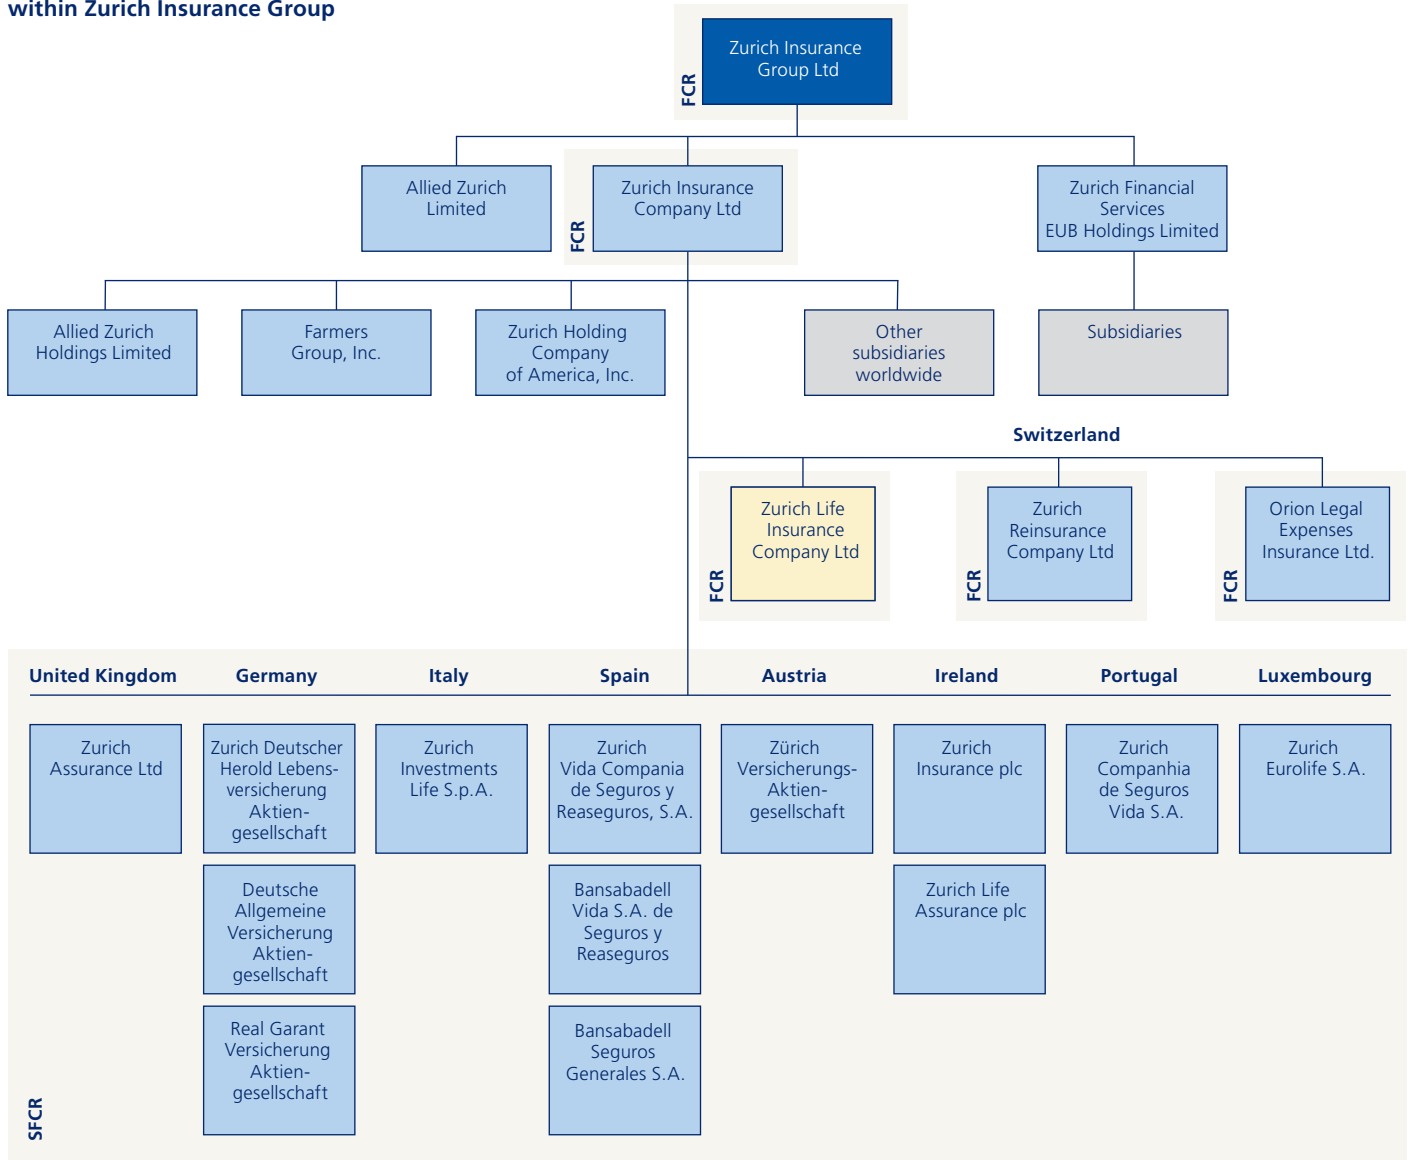 within Zurich Insurance Group
Zurich Insurance
Group Ltd
FCR
Allied Zurich
Limited
Zurich Insurance
Company Ltd
FCR
Zurich Financial
Services
EUB Holdings Limited
Allied Zurich
Holdings Limited
Farmers
Group, Inc.
Zurich Holding
Company
of America, Inc.
Other
subsidiaries
worldwide
Subsidiaries
Switzerland
Zurich Life
Insurance
Company Ltd
FCR
Zurich
Reinsurance
Company Ltd
FCR
Orion Legal
Expenses
Insurance Ltd.
FCR
United Kingdom
Germany
Italy
Spain
Austria
Ireland
Portugal
Luxembourg
Zurich
Assurance Ltd
Zurich Deutscher
Herold Lebens-
versicherung
Aktien-
gesellschaft
Zurich
Investments
Life S.p.A.
Zurich
Vida Compania
de Seguros y
Reaseguros, S.A.
Zürich
Versicherungs-
Aktien-
gesellschaft
Zurich
Insurance plc
Zurich
Companhia
de Seguros
Vida S.A.
Zurich
Eurolife S.A.
Deutsche
Allgemeine
Versicherung
Aktien-
gesellschaft
Bansabadell
Vida S.A. de
Seguros y
Reaseguros
Zurich Life
Assurance plc
Real Garant
Versicherung
Aktien-
gesellschaft
Bansabadell
Seguros
Generales S.A.
SFCR